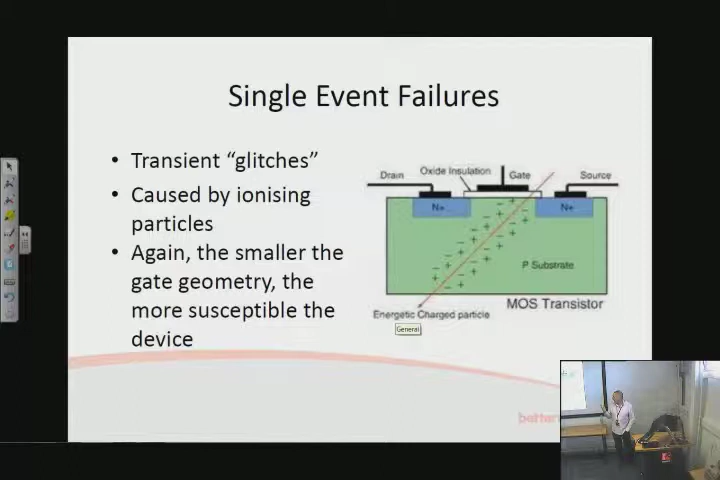 Single Event Failures
• Transient “glitches”
• Caused by ionising
particles
• Again, the smaller the
gate geometry, the
more susceptible the
device
Drain
Oxide Insulation
Gate
Source
N+
N+
P Substrate
MOS Transistor
Energetic Charged particle
General
better